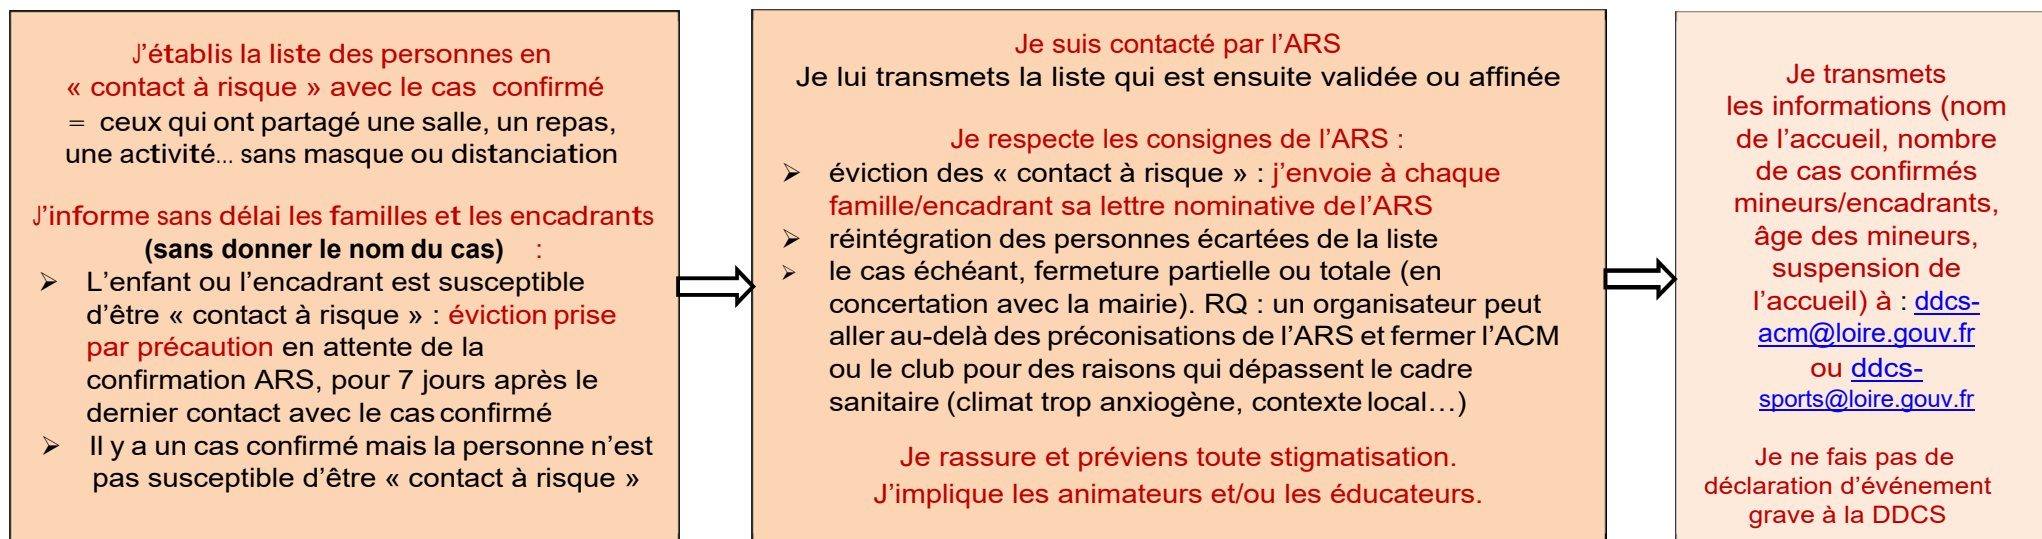 J’établis la liste des personnes en
« contact à risque » avec le cas confirmé
= ceux qui ont partagé une salle, un repas,
une activité... sans masque ou distanciation
J’informe sans délai les familles et les encadrants
(sans donner le nom du cas) :
➢ L’enfant ou l’encadrant est susceptible
d’être « contact à risque » : éviction prise
par précaution en attente de la
confirmation ARS, pour 7 jours après le
dernier contact avec le cas confirmé
➢ Il y a un cas confirmé mais la personne n’est
pas susceptible d’être « contact à risque »
Je suis contacté par l’ARS
Je lui transmets la liste qui est ensuite validée ou affinée
Je respecte les consignes de l’ARS :
➢ éviction des « contact à risque » : j’envoie à chaque
famille/encadrant sa lettre nominative de l’ARS
➢ réintégration des personnes écartées de la liste
➢ le cas échéant, fermeture partielle ou totale (en
concertation avec la mairie). RQ : un organisateur peut
aller au-delà des préconisations de l’ARS et fermer l’ACM
ou le club pour des raisons qui dépassent le cadre
sanitaire (climat trop anxiogène, contexte local…)
Je rassure et préviens toute stigmatisation.
J’implique les animateurs et/ou les éducateurs.
Je transmets
les informations (nom
de l’accueil, nombre
de cas confirmés
mineurs/encadrants,
âge des mineurs,
suspension de
l’accueil) à : ddcs-
acm@loire.gouv.fr
ou ddcs-
sports@loire.gouv.fr
Je ne fais pas de
déclaration d’événement
grave à la DDCS